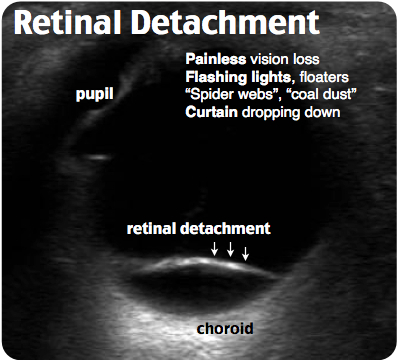 Retinal Detachment
Painless vision loss
Flashing lights, floaters
"Spider webs", "coal dust"
Curtain dropping down
pupil
retinal detachment
choroid